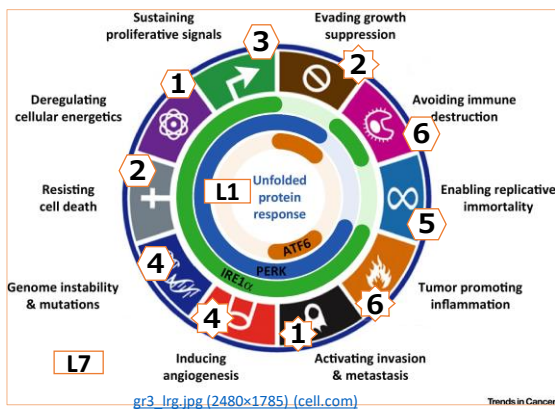 Sustaining
proliferative signals
Evading growth
suppression
3
2
1
Deregulating
cellular energetics
Avoiding immune
destruction
6
2
Resisting
cell death
L1
Unfolded
protein
response
Enabling replicative
immortality
5
ATF6
PERK
IRE1α
4
Genome instability
& mutations
4
1
6
Tumor promoting
inflammation
L7
Inducing
angiogenesis
Activating invasion
& metastasis
gr3_lrg.jpg (2480×1785) (cell.com)
Trends in Cancer